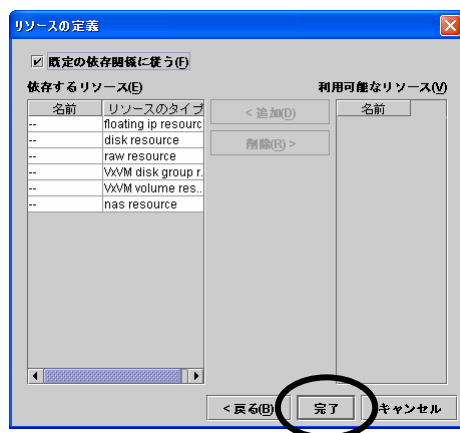 リソースの定義
既定の依存関係に従う(F)
依存するリソース(E)
利用可能なリソース(V)
名前 リソースのタイプ
-- floating ip resourc
-- disk resource
-- raw resource
-- VxVM disk group r.
-- VxVM volume res..
-- nas resource
< 追加(D)
削除(R) >
名前
< 戻る(B) 完了 キャンセル